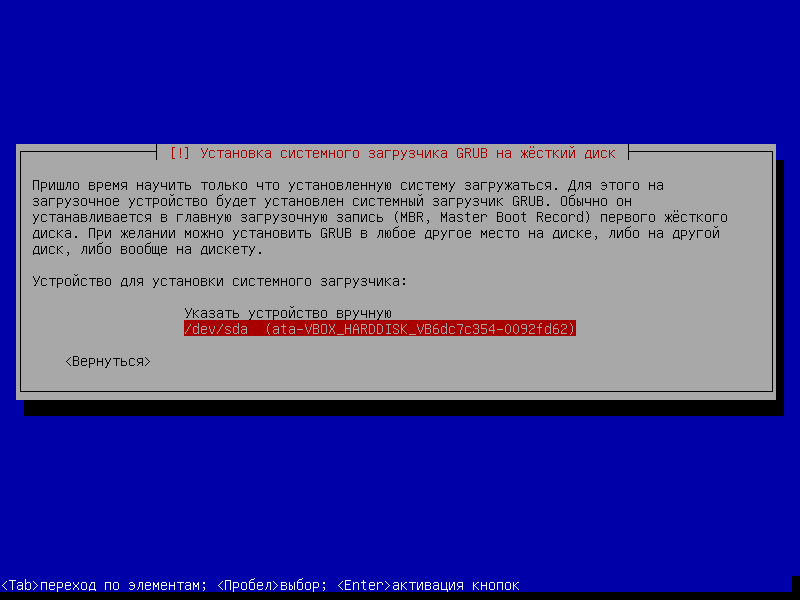 [!] Установка системного загрузчика GRUB на жёсткий диск
Пришло время научить только что установленную систему загружаться. Для этого на
загрузочное устройство будет установлен системный загрузчик GRUB. Обычно он
устанавливается в главную загрузочную запись (MBR, Master Boot Record) первого жёсткого
диска. При желании можно установить GRUB в любое другое место на диске, либо на другой
диск, либо вообще на дискету.
Устройство для установки системного загрузчика:
Указать устройство вручную
/dev/sda  (ata-VBOX_HARDDISK_VB6dc7c354-0092fd62)
<Вернуться>
<Tab>переход по элементам; <Пробел>выбор; <Enter>активация кнопок